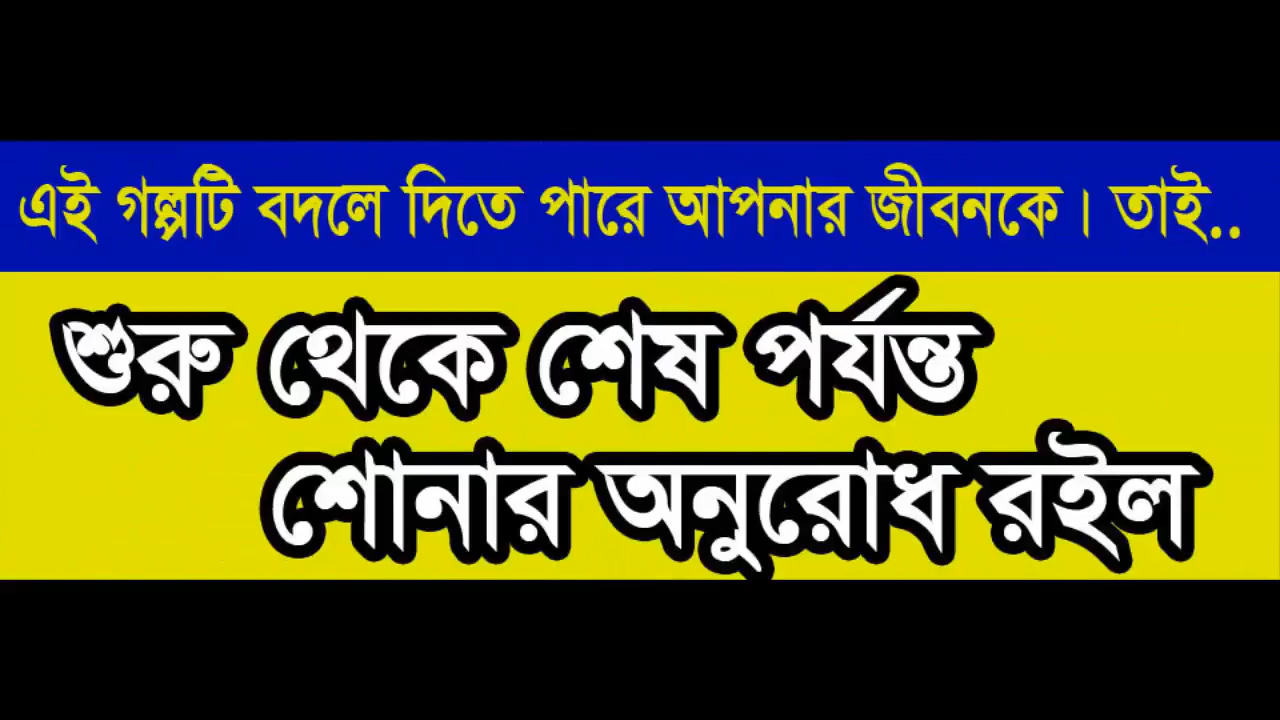 এই গল্পটি বদলে দিতে পারে আপনার জীবনকে। তাই..
শুরু থেকে শেষ পর্যন্ত
শোনার অনুরোধ রইল